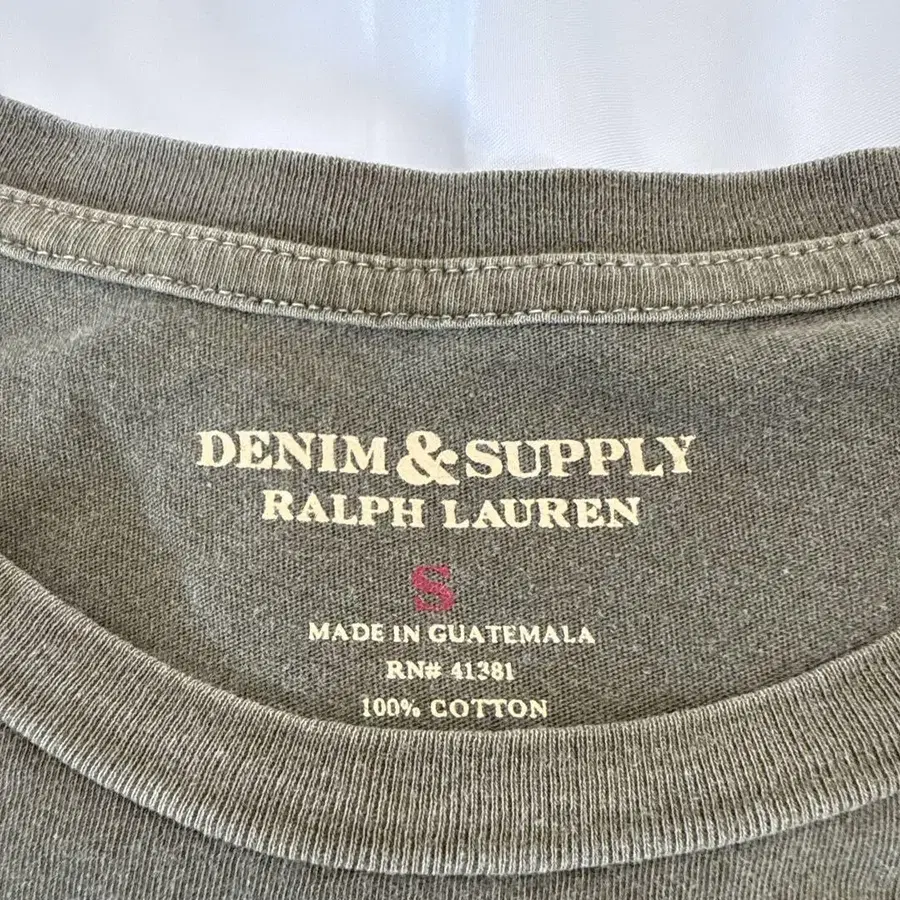 DENIM & SUPPLY
RALPH LAUREN
S
MADE IN GUATEMALA
RN# 41381
100% COTTON